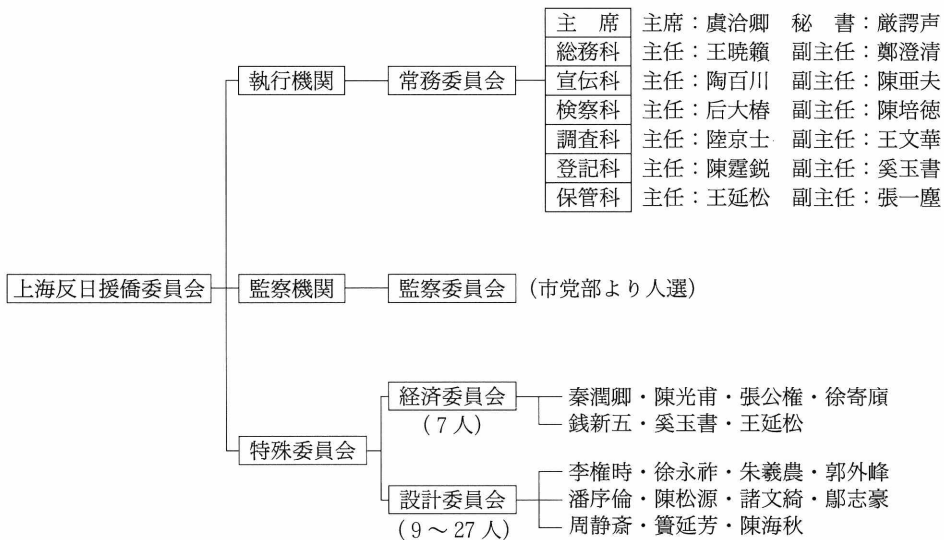 主　席　主席：虞洽卿　秘　書：厳諤声
総務科　主任：王暁籟　副主任：鄭澄清
執行機関　常務委員会　宣伝科　主任：陶百川　副主任：陳亜夫
検察科　主任：后大椿　副主任：陳培徳
調査科　主任：陸京士　副主任：王文華
登記科　主任：陳霆鋭　副主任：奚玉書
保管科　主任：王延松　副主任：張一塵
上海反日援僑委員会　監察機関　監察委員会　（市党部より人選）
特殊委員会
経済委員会　秦潤卿・陳光甫・張公権・徐寄廎
（7人）　銭新五・奚玉書・王延松
李権時・徐永祚・朱羲農・郭外峰
設計委員会　潘序倫・陳松源・諸文綺・鄔志豪
（9～27人）　周静斎・簣延芳・陳海秋